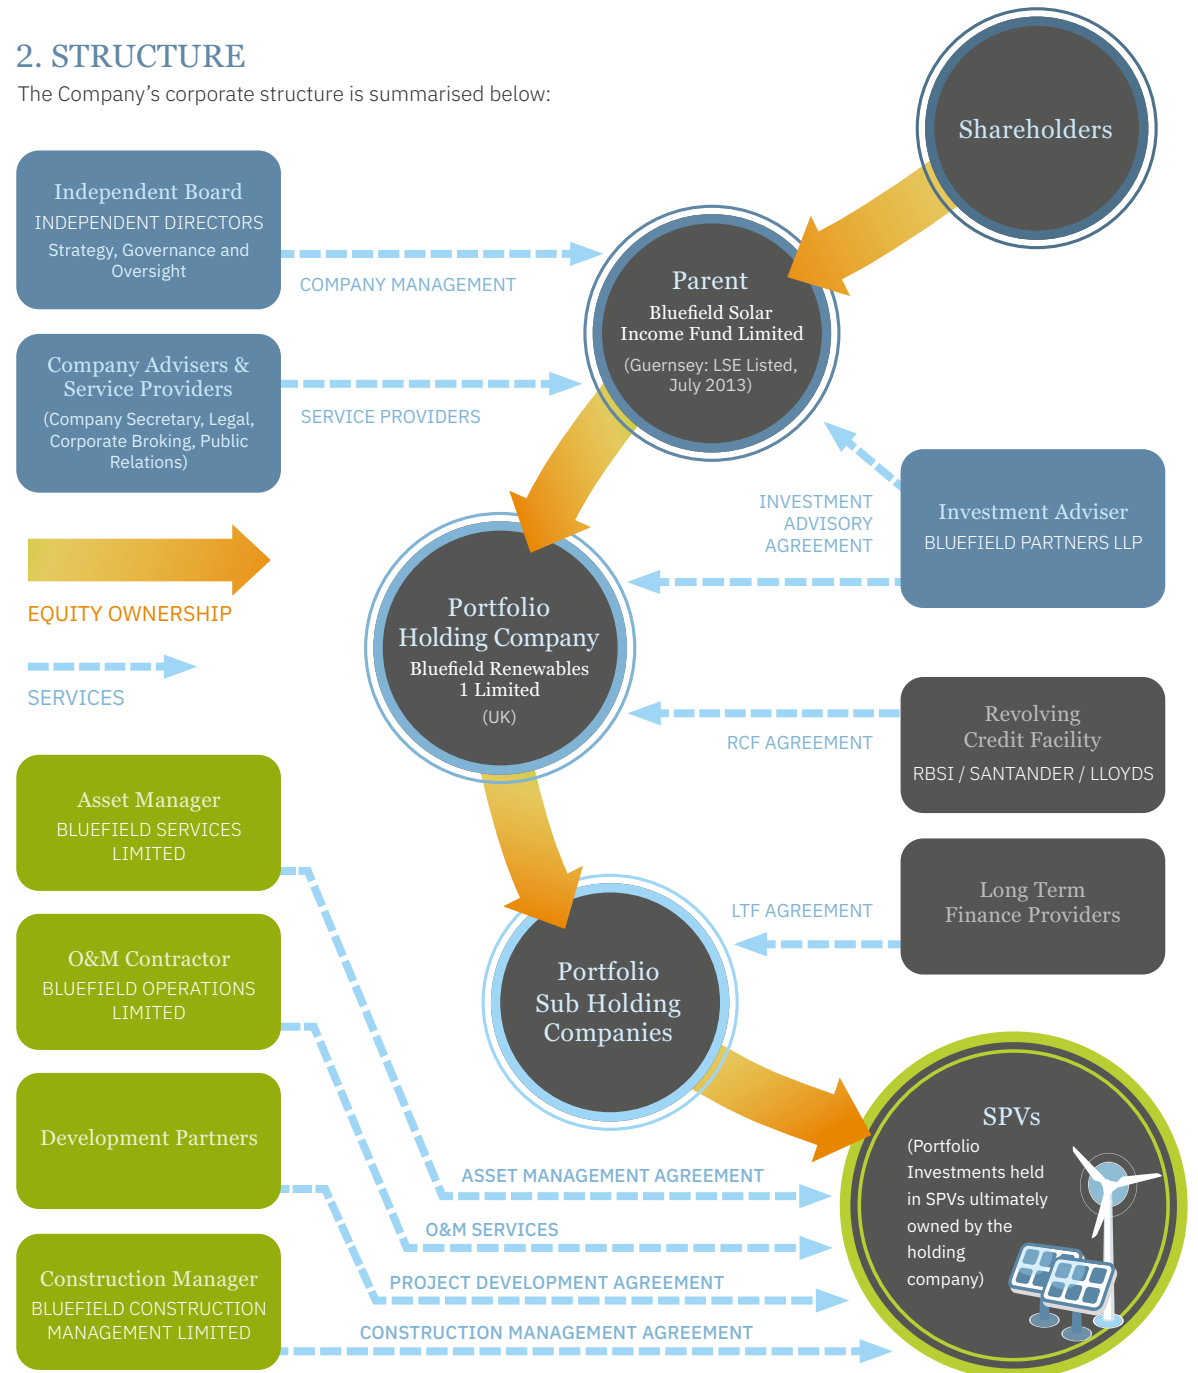 2. STRUCTURE
The Company’s corporate structure is summarised below:
Shareholders
Independent Board
INDEPENDENT DIRECTORS
Strategy, Governance and
Oversight
COMPANY MANAGEMENT
Parent
Bluefield Solar
Income Fund Limited
(Guernsey: LSE Listed,
July 2013)
Company Advisers &
Service Providers
(Company Secretary, Legal,
Corporate Broking, Public
Relations)
SERVICE PROVIDERS
INVESTMENT
ADVISORY
AGREEMENT
Investment Adviser
BLUEFIELD PARTNERS LLP
EQUITY OWNERSHIP
SERVICES
Portfolio
Holding Company
Bluefield Renewables
1 Limited
(UK)
RCF AGREEMENT
Revolving
Credit Facility
RBSI / SANTANDER / LLOYDS
Asset Manager
BLUEFIELD SERVICES
LIMITED
LTF AGREEMENT
Long Term
Finance Providers
O&M Contractor
BLUEFIELD OPERATIONS
LIMITED
Portfolio
Sub Holding
Companies
Development Partners
Construction Manager
BLUEFIELD CONSTRUCTION
MANAGEMENT LIMITED
ASSET MANAGEMENT AGREEMENT
O&M SERVICES
PROJECT DEVELOPMENT AGREEMENT
CONSTRUCTION MANAGEMENT AGREEMENT
SPVs
(Portfolio
Investments held
in SPVs ultimately
owned by the
holding
company)